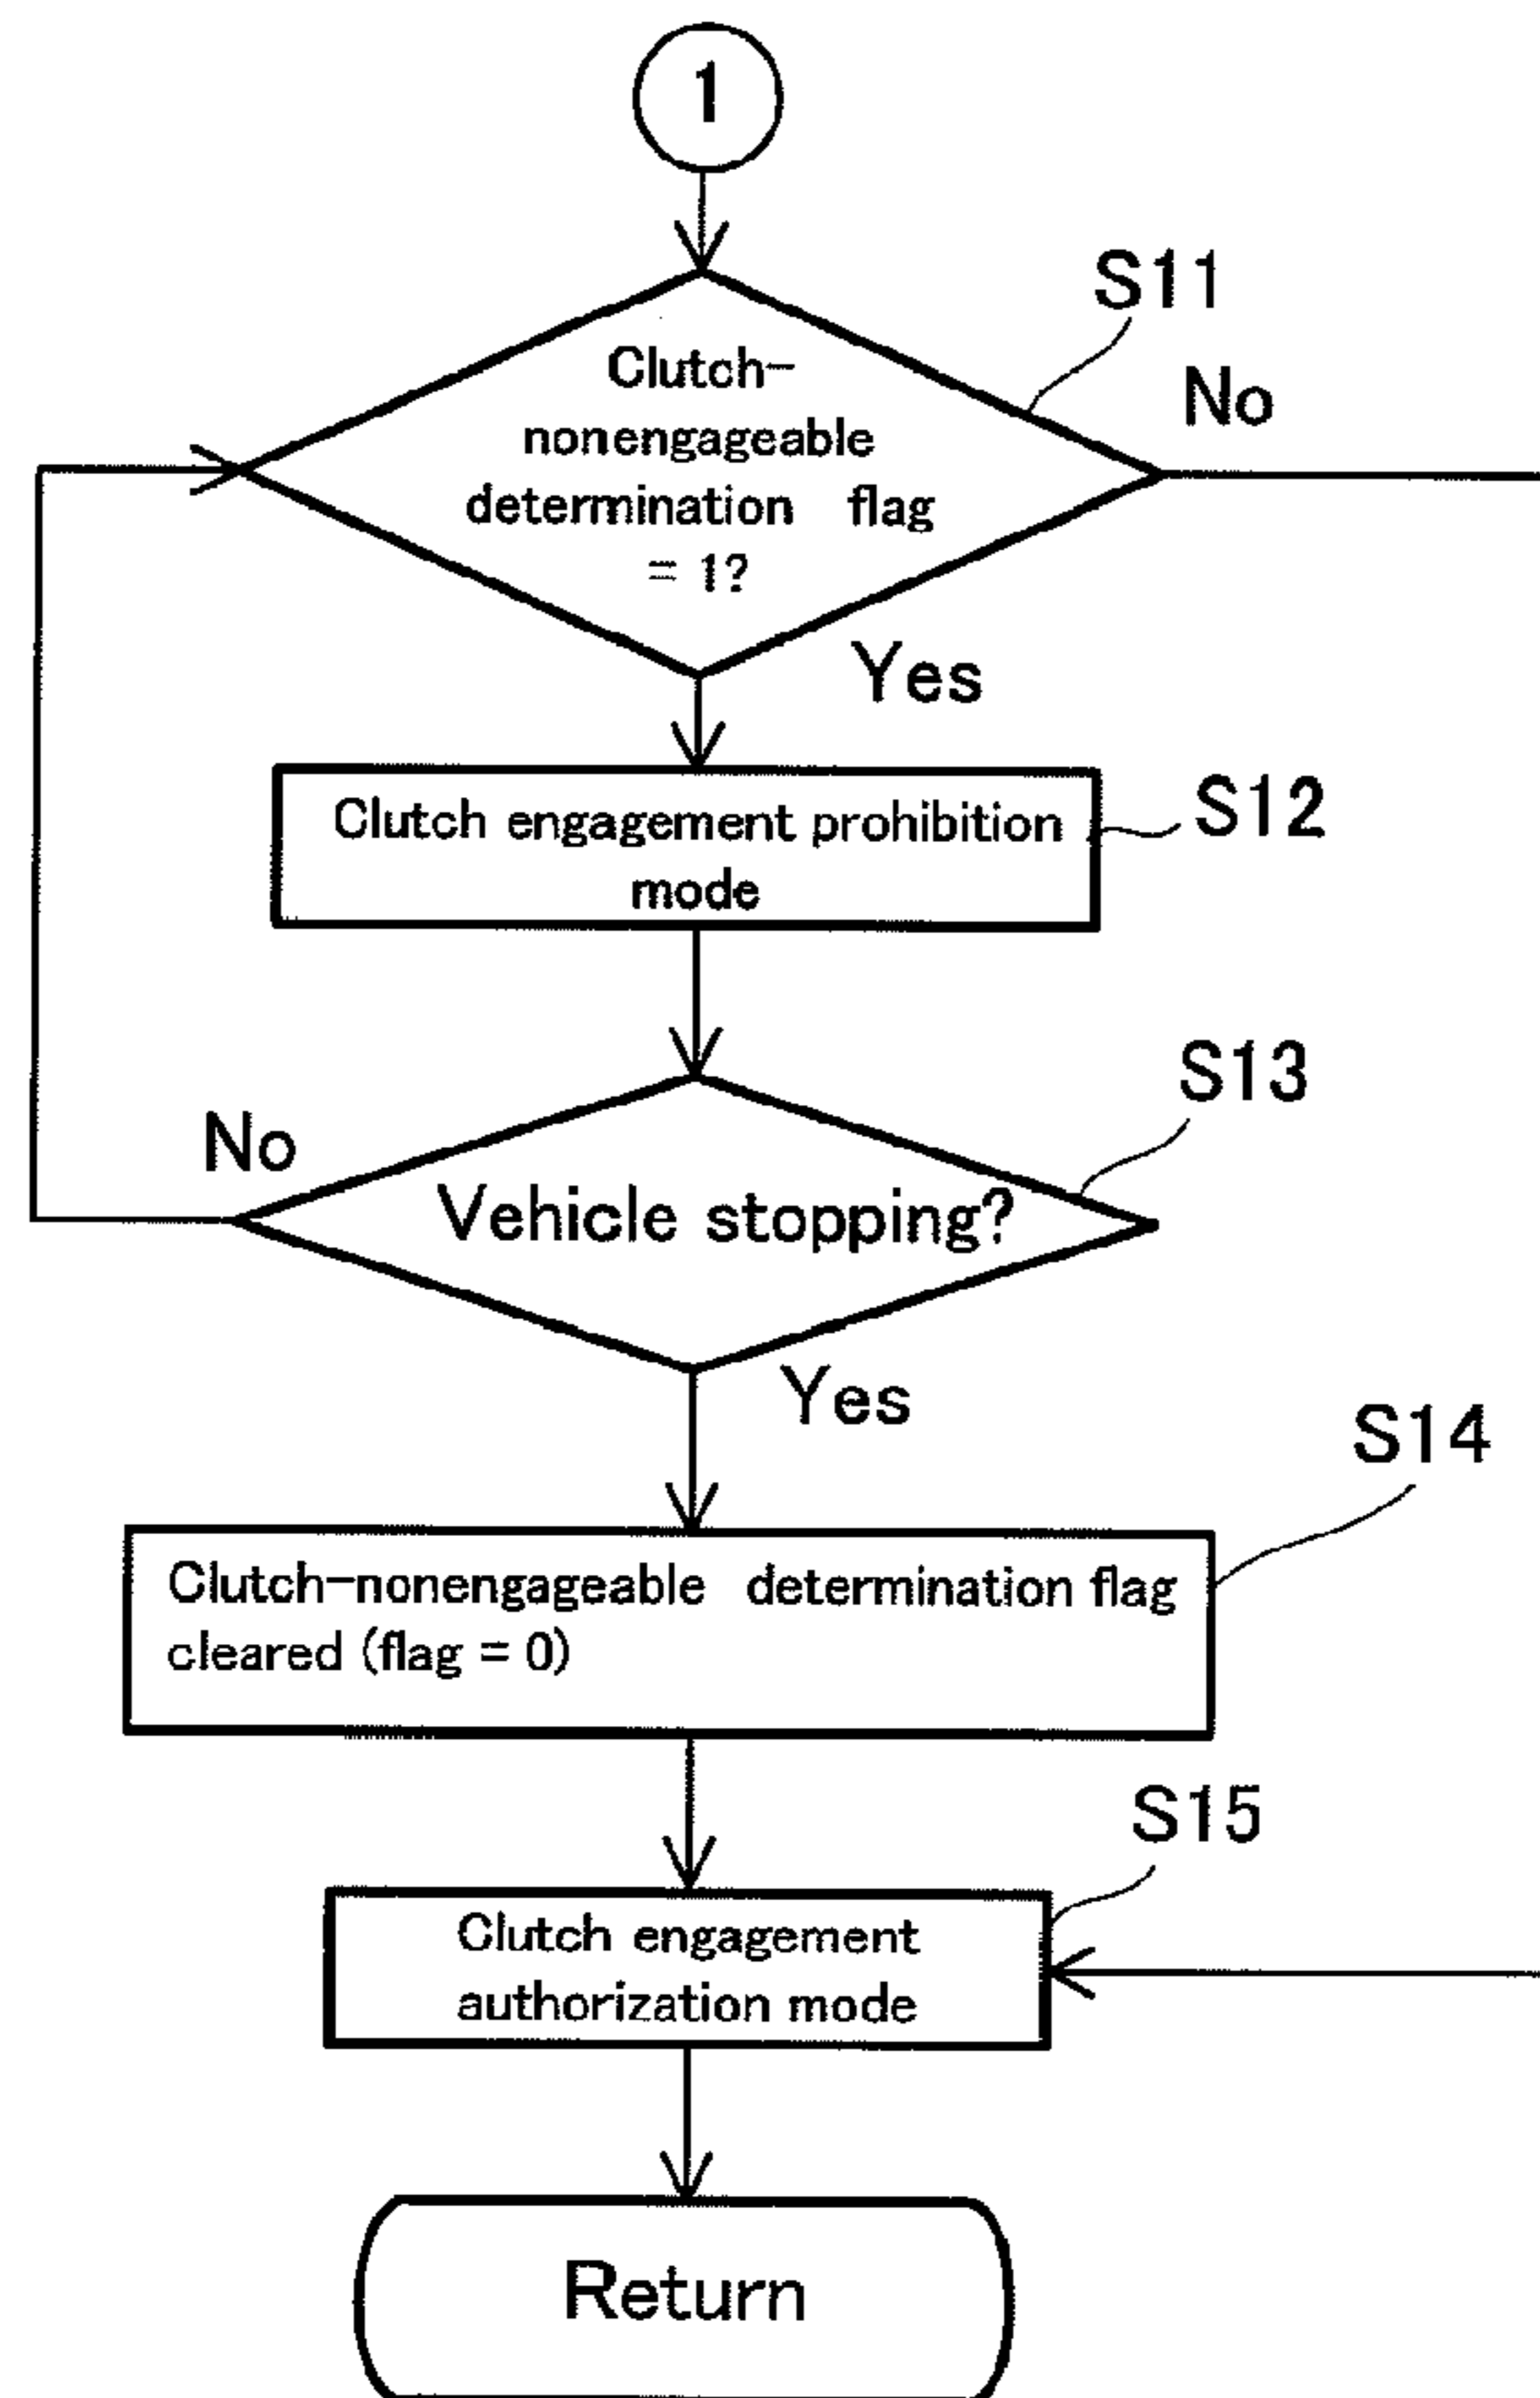 1
S11
Clutch-
nonengageable
determination flag
= 1?
No
Yes
Clutch engagement prohibition
mode
S12
S13
No
Vehicle stopping?
Yes
S14
Clutch-nonengageable determination flag
cleared (flag = 0)
S15
Clutch engagement
authorization mode
Return